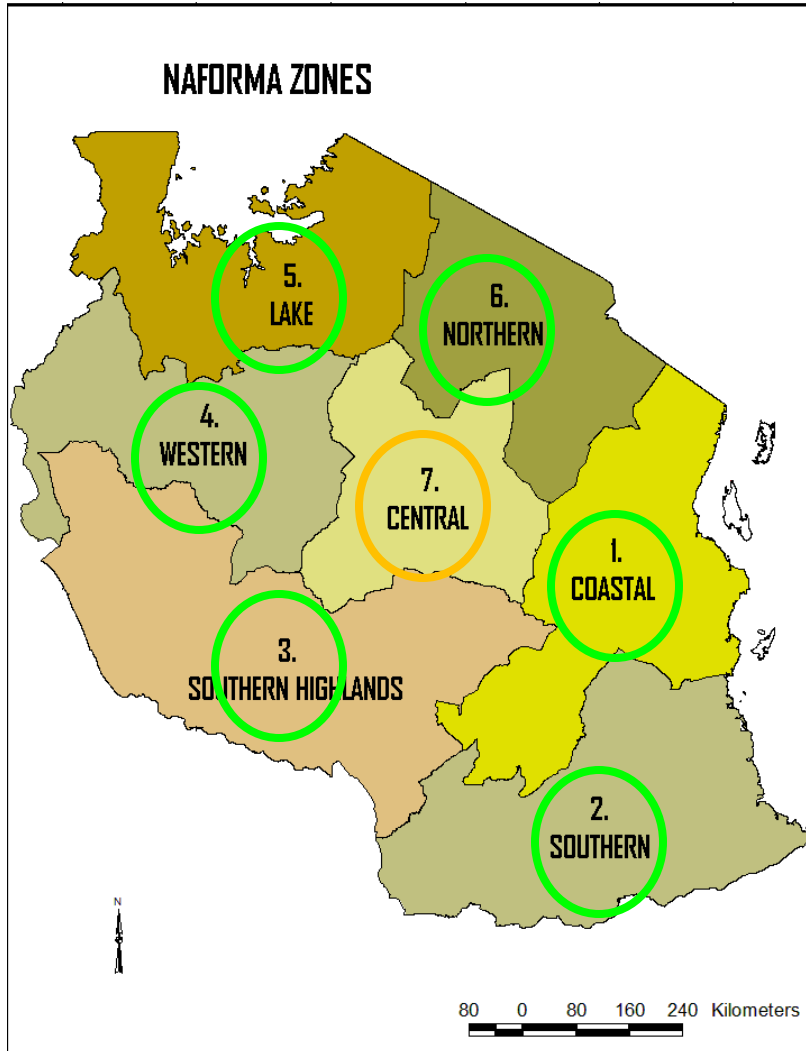 NAFORMA ZONES
5.
LAKE
6.
NORTHERN
4.
WESTERN
7.
CENTRAL
1.
COASTAL
3.
SOUTHERN HIGHLANDS
2.
SOUTHERN
N
80 0 80 160 240 Kilometers